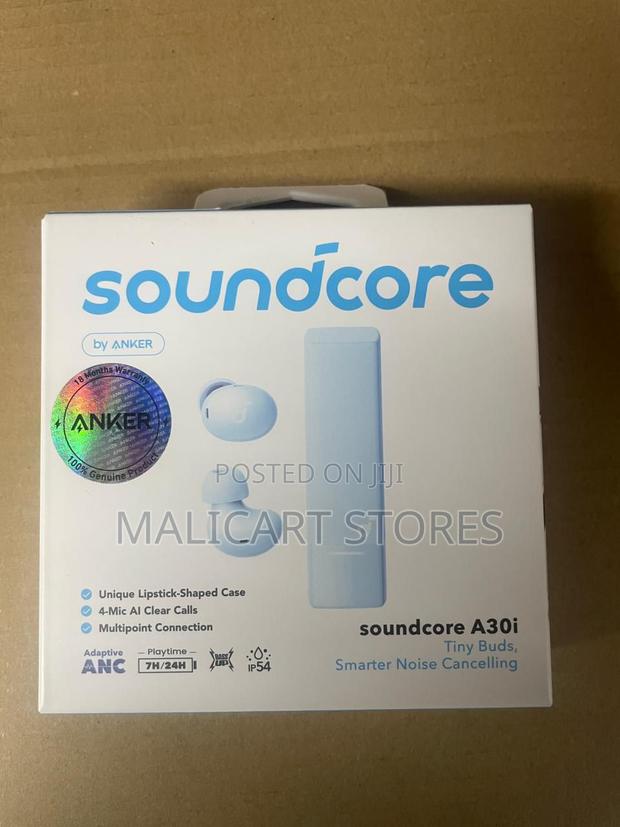 soundcore
by ANKER
18 Months Warranty
ANKER
100% Genuine Product
POSTED ON JIJI
MALICART STORES
Unique Lipstick-Shaped Case
4-Mic AI Clear Calls
Multipoint Connection
soundcore A30i
Tiny Buds,
Smarter Noise Cancelling
Adaptive
ANC
Playtime
7H/24H
BASS
UP
IP54